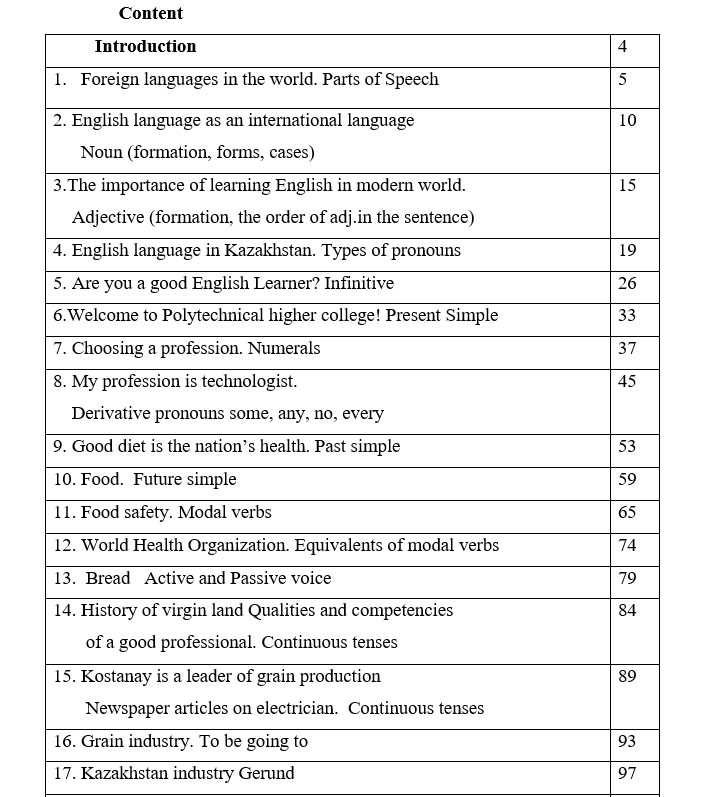 Content
Introduction 4
1. Foreign languages in the world. Parts of Speech 5
2. English language as an international language 10
Noun (formation, forms, cases)
3.The importance of learning English in modern world. 15
Adjective (formation, the order of adj.in the sentence)
4. English language in Kazakhstan. Types of pronouns 19
5. Are you a good English Learner? Infinitive 26
6.Welcome to Polytechnical higher college! Present Simple 33
7. Choosing a profession. Numerals 37
8. My profession is technologist. 45
Derivative pronouns some, any, no, every
9. Good diet is the nation’s health. Past simple 53
10. Food. Future simple 59
11. Food safety. Modal verbs 65
12. World Health Organization. Equivalents of modal verbs 74
13. Bread Active and Passive voice 79
14. History of virgin land Qualities and competencies 84
of a good professional. Continuous tenses
15. Kostanay is a leader of grain production 89
Newspaper articles on electrician. Continuous tenses
16. Grain industry. To be going to 93
17. Kazakhstan industry Gerund 97